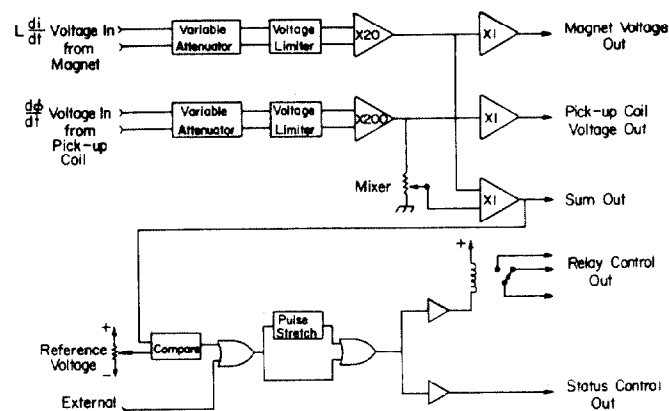 L di/dt Voltage In
from
Magnet
Variable
Attenuator
Voltage
Limiter
X20
X1
Magnet Voltage
Out
dϕ/dt Voltage In
from
Pick-up
Coil
Variable
Attenuator
Voltage
Limiter
X200
X1
Pick-up Coil
Voltage Out
Mixer
X1
Sum Out
+
Relay Control
Out
Pulse
Stretch
+
Reference
Voltage
−
Compare
External
Status Control
Out